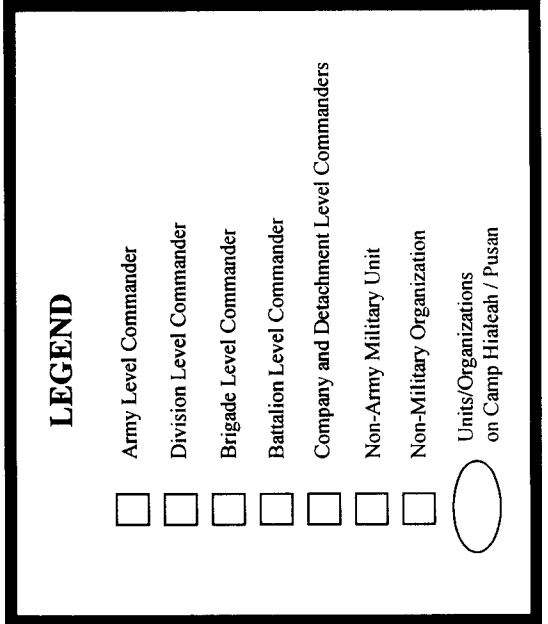 LEGEND
Army Level Commander
Division Level Commander
Brigade Level Commander
Battalion Level Commander
Company and Detachment Level Commanders
Non-Army Military Unit
Non-Military Organization
Units/Organizations
on Camp Hialeah / Pusan